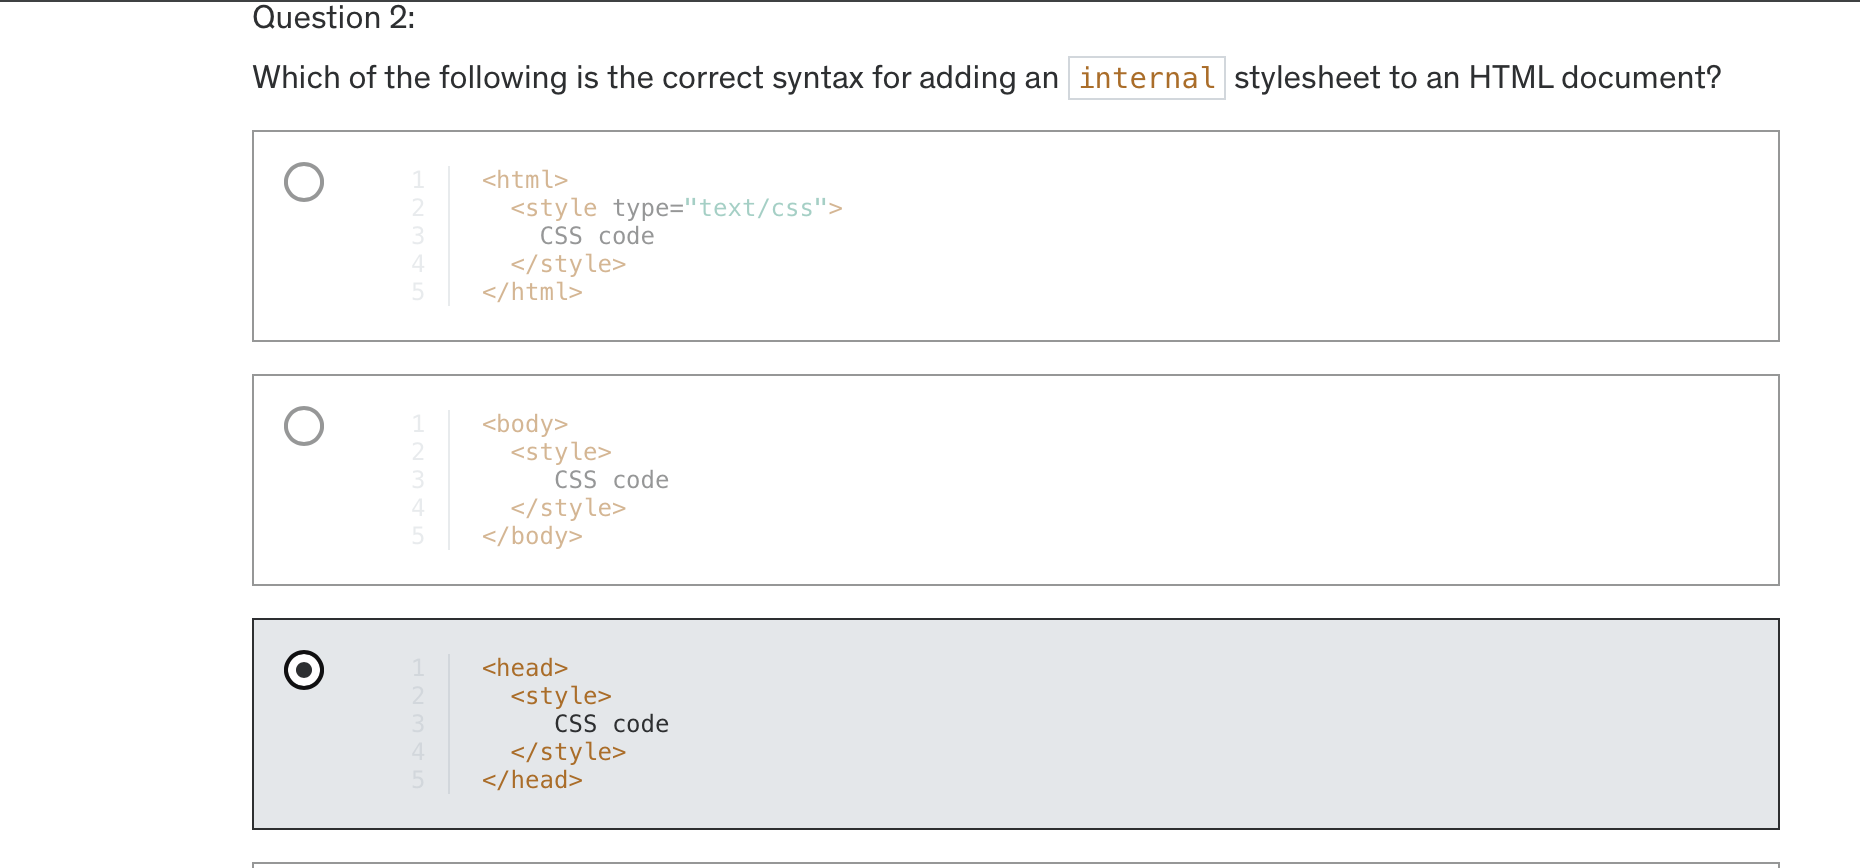 Question 2:
Which of the following is the correct syntax for adding an internal stylesheet to an HTML document?
1 <html>
2 <style type="text/css">
3 CSS code
4 </style>
5 </html>
1 <body>
2 <style>
3 CSS code
4 </style>
5 </body>
1 <head>
2 <style>
3 CSS code
4 </style>
5 </head>